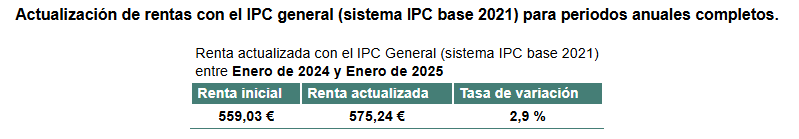 Actualización de rentas con el IPC general (sistema IPC base 2021) para periodos anuales completos.
Renta actualizada con el IPC General (sistema IPC base 2021)
entre Enero de 2024 y Enero de 2025
Renta inicial Renta actualizada Tasa de variación
559,03 € 575,24 € 2,9 %